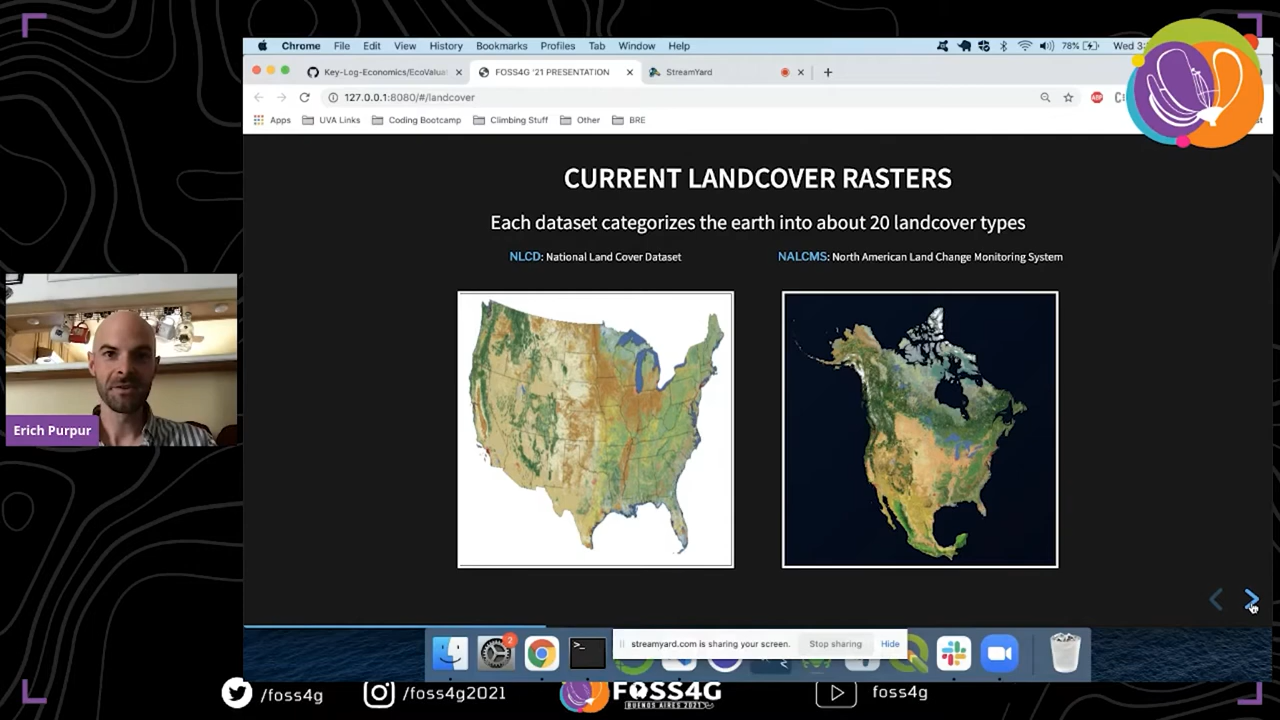 Chrome File Edit View History Bookmarks Profiles Tab Window Help 78% Wed 3:
Key-Log-Economics/EcoValua FOSS4G '21 PRESENTATION StreamYard
127.0.0.1:8080/#/landcover ABP
Apps UVA Links Coding Bootcamp Climbing Stuff Other BRE
CURRENT LANDCOVER RASTERS
Each dataset categorizes the earth into about 20 landcover types
NLCD: National Land Cover Dataset
NALCMS: North American Land Change Monitoring System
Erich Purpur
2
streamyard.com is sharing your screen. Stop sharing Hide
/foss4g /foss4g2021 FOSS4G foss4g
BUENOS AIRES 2021